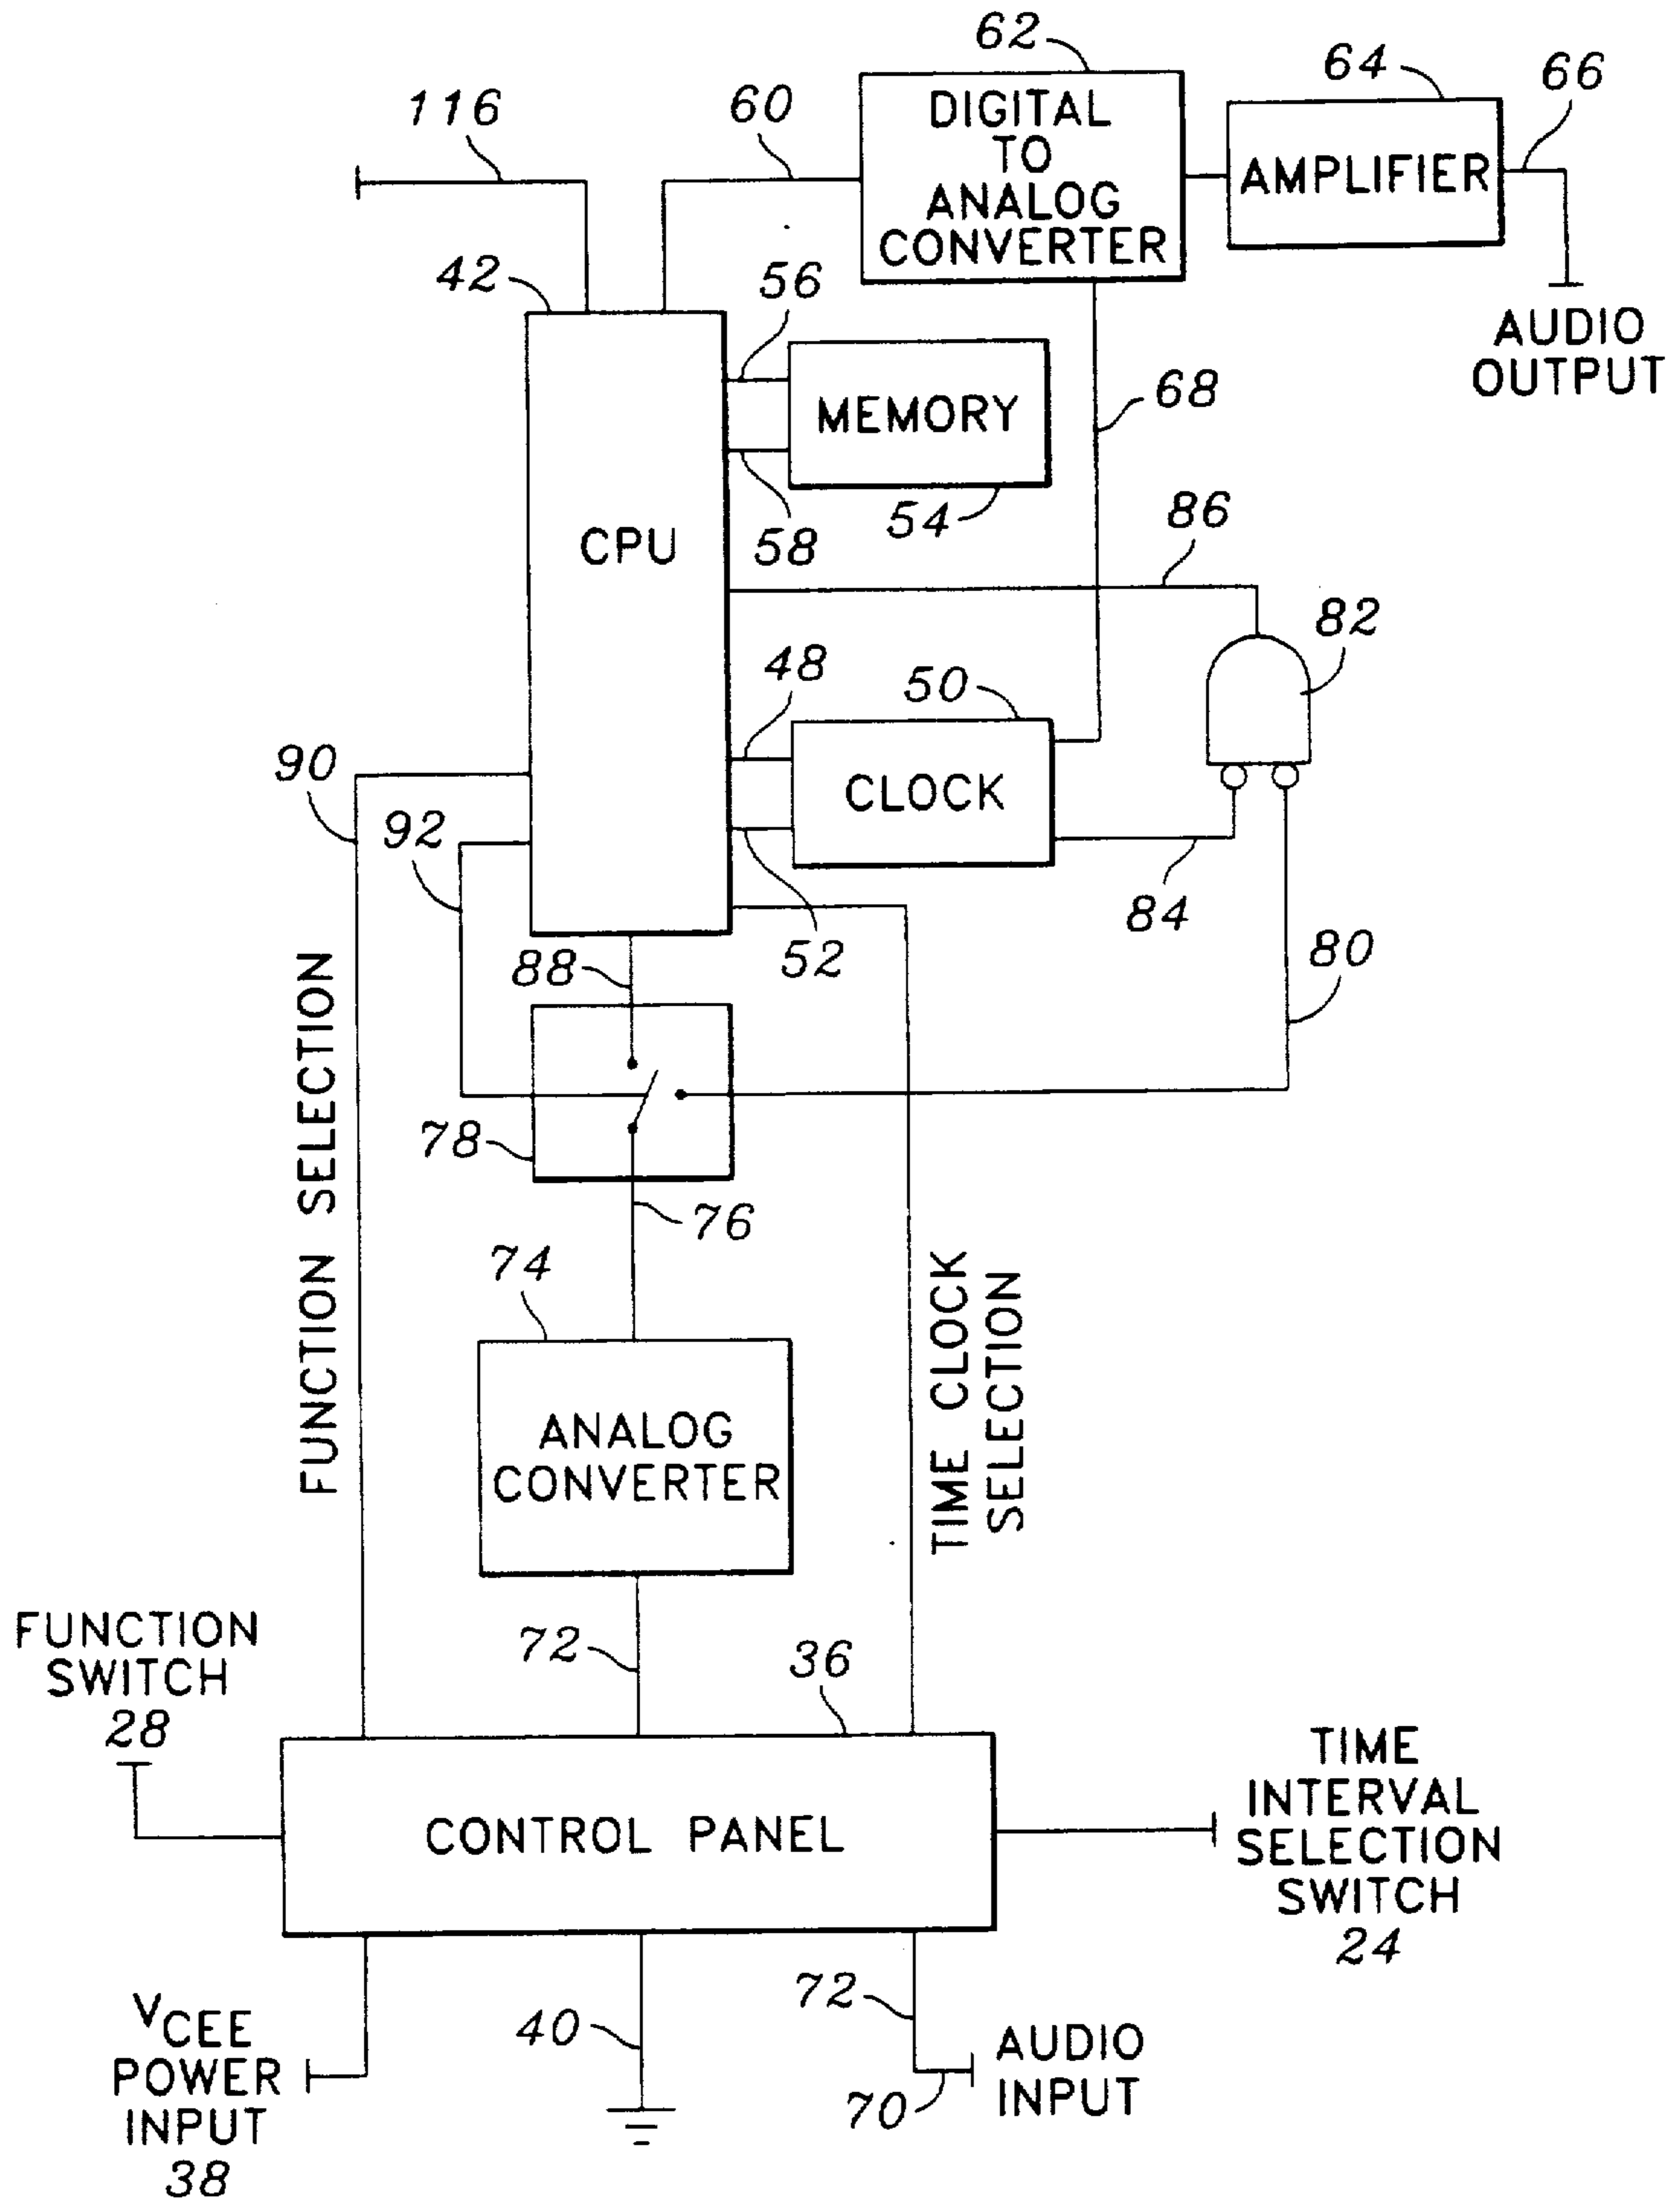 62
64
66
116
60
DIGITAL
TO
ANALOG
CONVERTER
AMPLIFIER
42
56
AUDIO
OUTPUT
MEMORY
68
54
58
86
CPU
82
48
50
90
CLOCK
92
84
52
80
88
FUNCTION SELECTION
78
76
74
TIME CLOCK
SELECTION
ANALOG
CONVERTER
FUNCTION
SWITCH
28
72
36
TIME
INTERVAL
SELECTION
SWITCH
24
CONTROL PANEL
VCEE
POWER
INPUT
38
40
72
70
AUDIO
INPUT